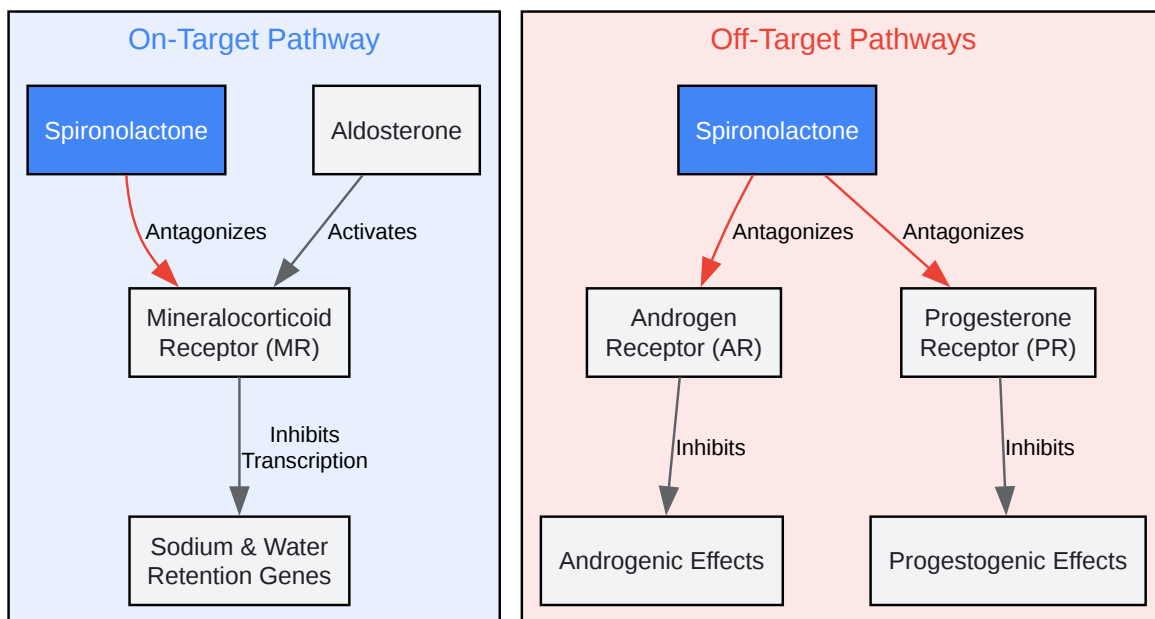 On-Target Pathway
Spironolactone
Aldosterone
Antagonizes
Activates
Mineralocorticoid
Receptor (MR)
Inhibits
Transcription
Sodium & Water
Retention Genes
Off-Target Pathways
Spironolactone
Antagonizes
Antagonizes
Androgen
Receptor (AR)
Progesterone
Receptor (PR)
Inhibits
Inhibits
Androgenic Effects
Progestogenic Effects